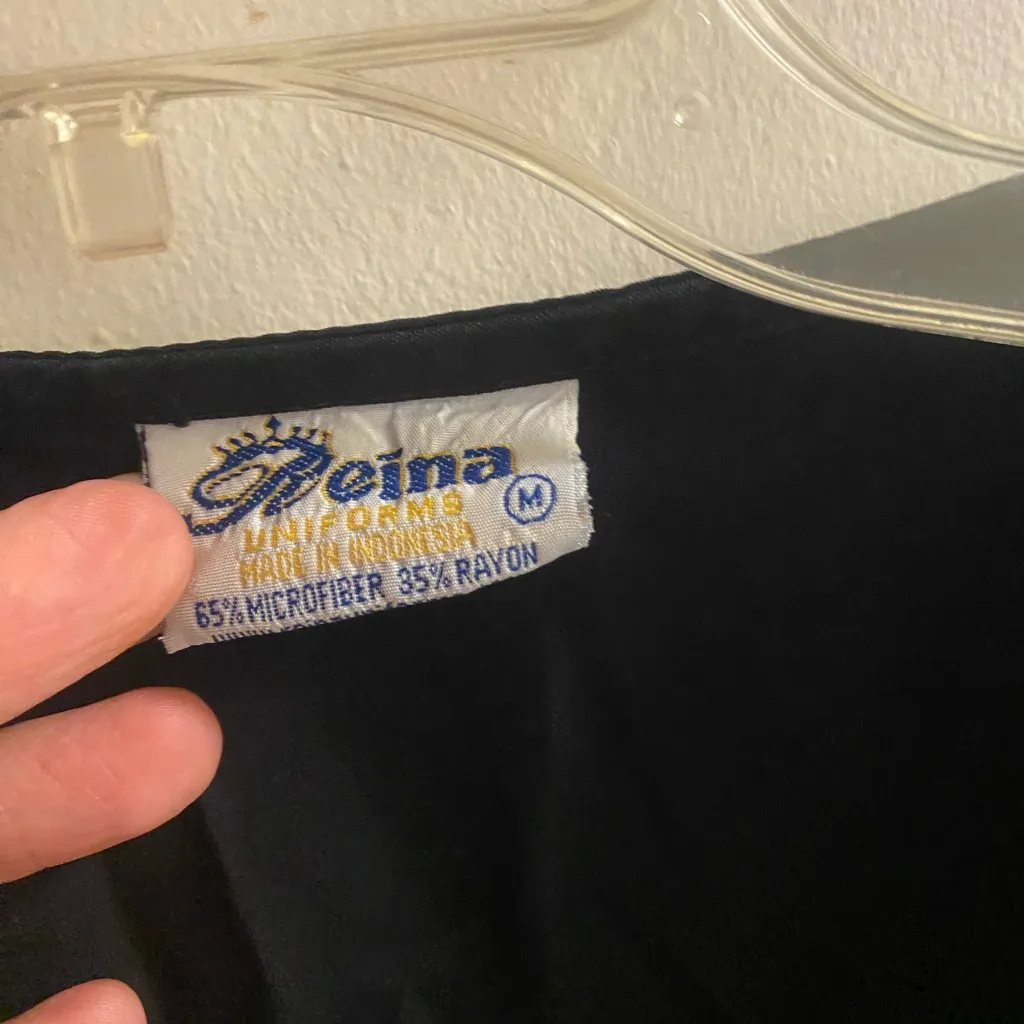 Reina
M
UNIFORMS
MADE IN INDONESIA
65% MICROFIBER 35% RAYON